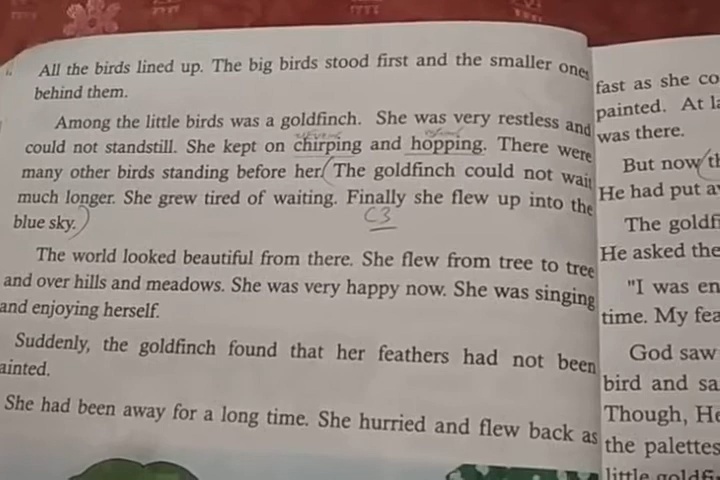 All the birds lined up. The big birds stood first and the smaller ones
behind them.
Among the little birds was a goldfinch. She was very restless and
could not standstill. She kept on chirping and hopping. There were
many other birds standing before her. (The goldfinch could not wait
much longer. She grew tired of waiting. Finally she flew up into the
blue sky.)
C3
The world looked beautiful from there. She flew from tree to tree
and over hills and meadows. She was very happy now. She was singing
and enjoying herself.
Suddenly, the goldfinch found that her feathers had not been
ainted.
She had been away for a long time. She hurried and flew back as
fast as she co
painted. At la
was there.
But now th
He had put a
The goldfi
He asked the
"I was en
time. My fea
God saw
bird and sa
Though, He
the palettes
little goldfi